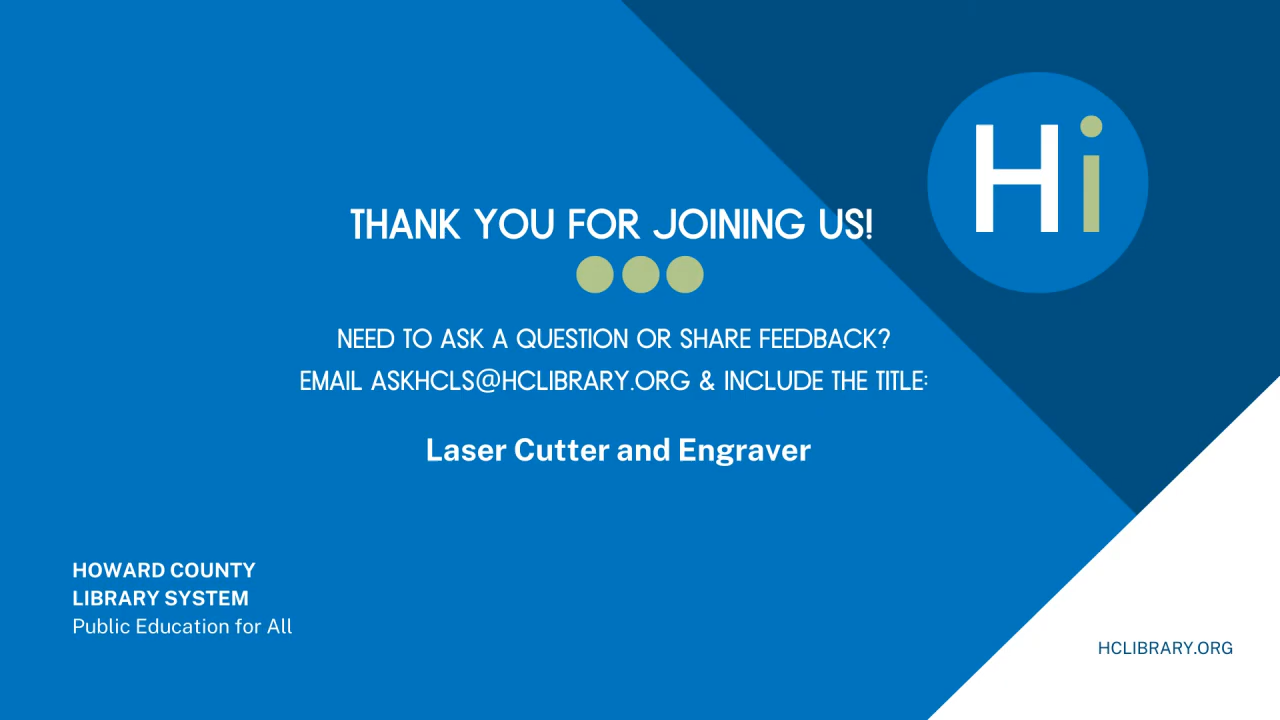 Hi
THANK YOU FOR JOINING US!
NEED TO ASK A QUESTION OR SHARE FEEDBACK?
EMAIL ASKHCLS@HCLIBRARY.ORG & INCLUDE THE TITLE:
Laser Cutter and Engraver
HOWARD COUNTY
LIBRARY SYSTEM
Public Education for All
HCLIBRARY.ORG